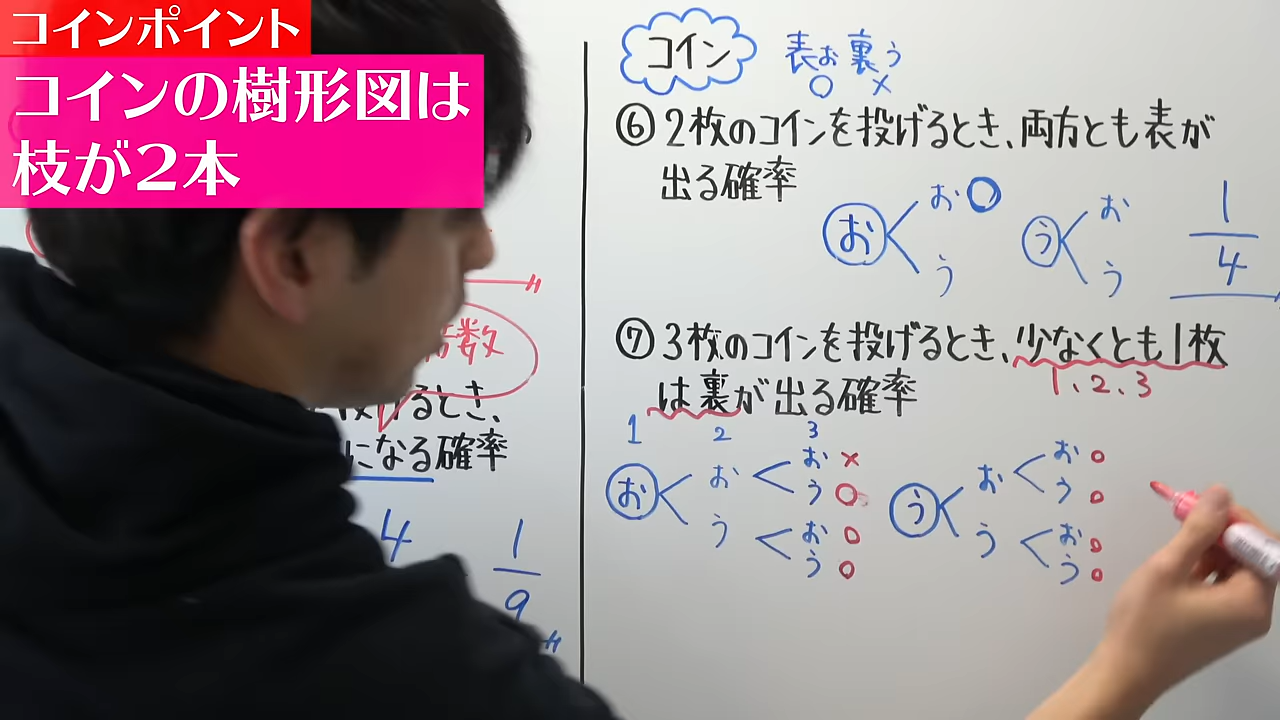 コインポイント
コインの樹形図は
枝が2本
コイン 表お 裏う
○ ×
⑥2枚のコインを投げるとき、両方とも表が
出る確率
お お ○
う
う お
う
1
4
⑦3枚のコインを投げるとき、少なくとも1枚
1、2、3
は裏が出る確率
1 2 3
お お お ×
う ○
う お ○
う ○
う お お ○
う ○
う お ○
う ○
数
るとき、
になる確率
4
1
9